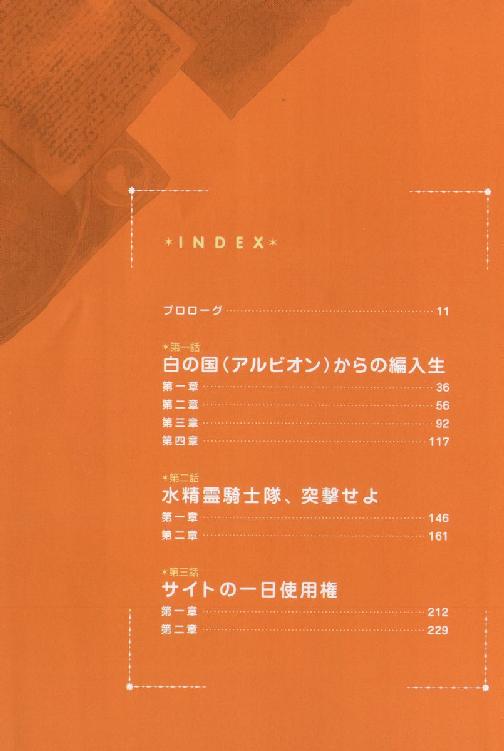 *INDEX*
プロローグ 11
*第一話
白の国(アルビオン)からの編入生
第一章 36
第二章 56
第三章 92
第四章 117
*第二話
水精霊騎士隊、突撃せよ
第一章 146
第二章 161
*第三話
サイトの一日使用権
第一章 212
第二章 229